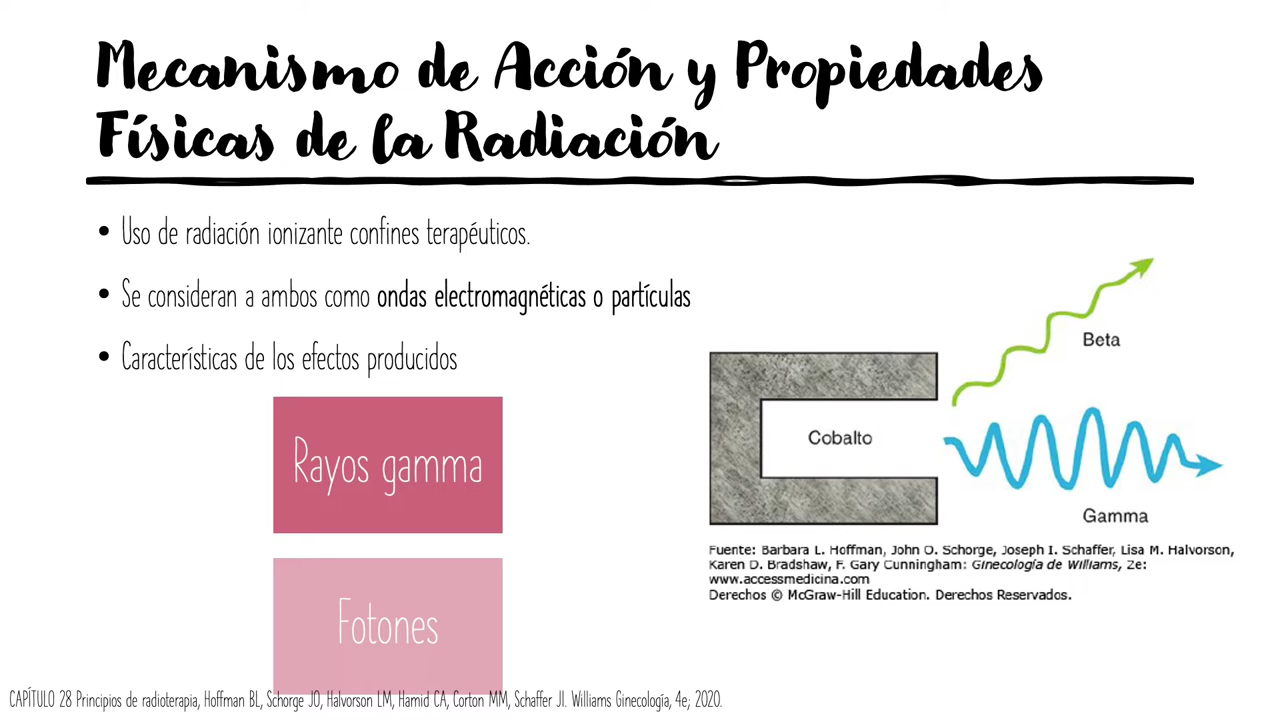 Mecanismo de Acción y Propiedades
Físicas de la Radiación
• Uso de radiación ionizante confines terapéuticos.
• Se consideran a ambos como ondas electromagnéticas o partículas
• Características de los efectos producidos
Rayos gamma
Fotones
Beta
Cobalto
Gamma
Fuente: Barbara L. Hoffman, John O. Schorge, Joseph I. Schaffer, Lisa M. Halvorson,
Karen D. Bradshaw, F. Gary Cunningham: Ginecología de Williams, 2e:
www.accessmedicina.com
Derechos © McGraw-Hill Education. Derechos Reservados.
CAPÍTULO 28 Principios de radioterapia, Hoffman BL, Schorge JO, Halvorson LM, Hamid CA, Corton MM, Schaffer JI. Williams Ginecología, 4e; 2020.